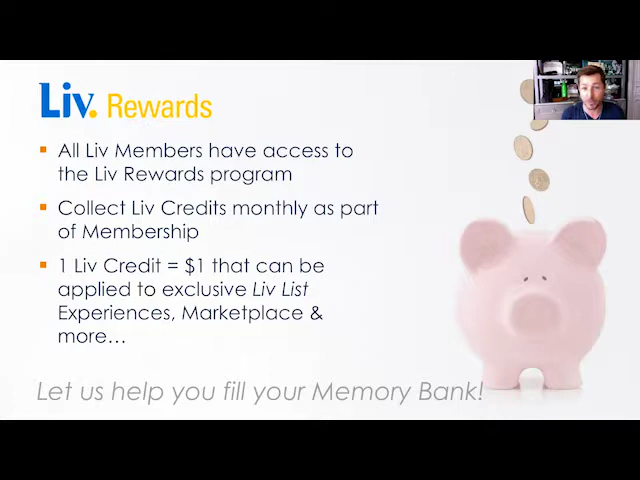 Liv. Rewards
▪ All Liv Members have access to
the Liv Rewards program
▪ Collect Liv Credits monthly as part
of Membership
▪ 1 Liv Credit = $1 that can be
applied to exclusive Liv List
Experiences, Marketplace &
more...
Let us help you fill your Memory Bank!